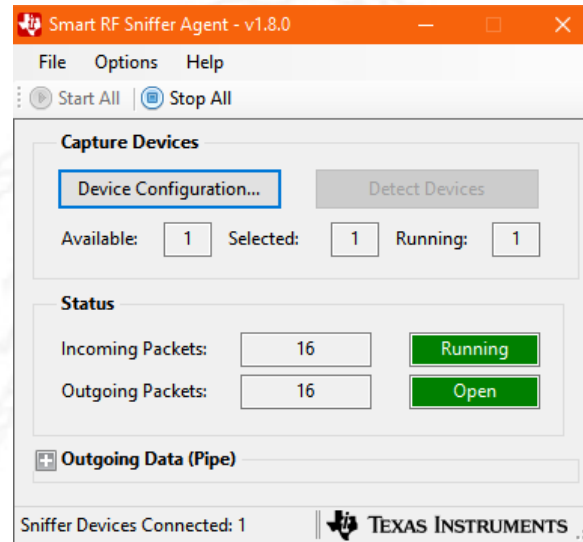 Smart RF Sniffer Agent - v1.8.0
File Options Help
Start All Stop All
Capture Devices
Device Configuration... Detect Devices
Available: 1 Selected: 1 Running: 1
Status
Incoming Packets: 16 Running
Outgoing Packets: 16 Open
Outgoing Data (Pipe)
Sniffer Devices Connected: 1 TEXAS INSTRUMENTS